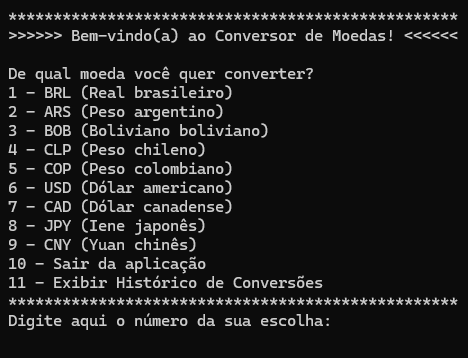 **************************************************
>>>>>> Bem-vindo(a) ao Conversor de Moedas! <<<<<<
De qual moeda você quer converter?
1 - BRL (Real brasileiro)
2 - ARS (Peso argentino)
3 - BOB (Boliviano boliviano)
4 - CLP (Peso chileno)
5 - COP (Peso colombiano)
6 - USD (Dólar americano)
7 - CAD (Dólar canadense)
8 - JPY (Iene japonês)
9 - CNY (Yuan chinês)
10 - Sair da aplicação
11 - Exibir Histórico de Conversões
**************************************************
Digite aqui o número da sua escolha: